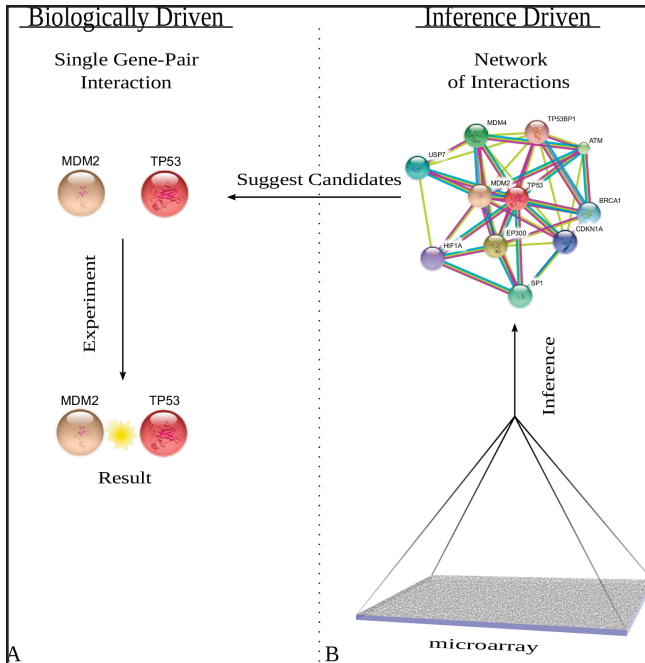 Biologically Driven
Single Gene-Pair
Interaction
MDM2 TP53
Experiment
MDM2 TP53
Result
A
Inference Driven
Network
of Interactions
MDM4
TP53BP1
ATM
USP7
MDM2
TP53
BRCA1
CDKN1A
HIF1A
EP300
SP1
Suggest Candidates
Inference
microarray
B